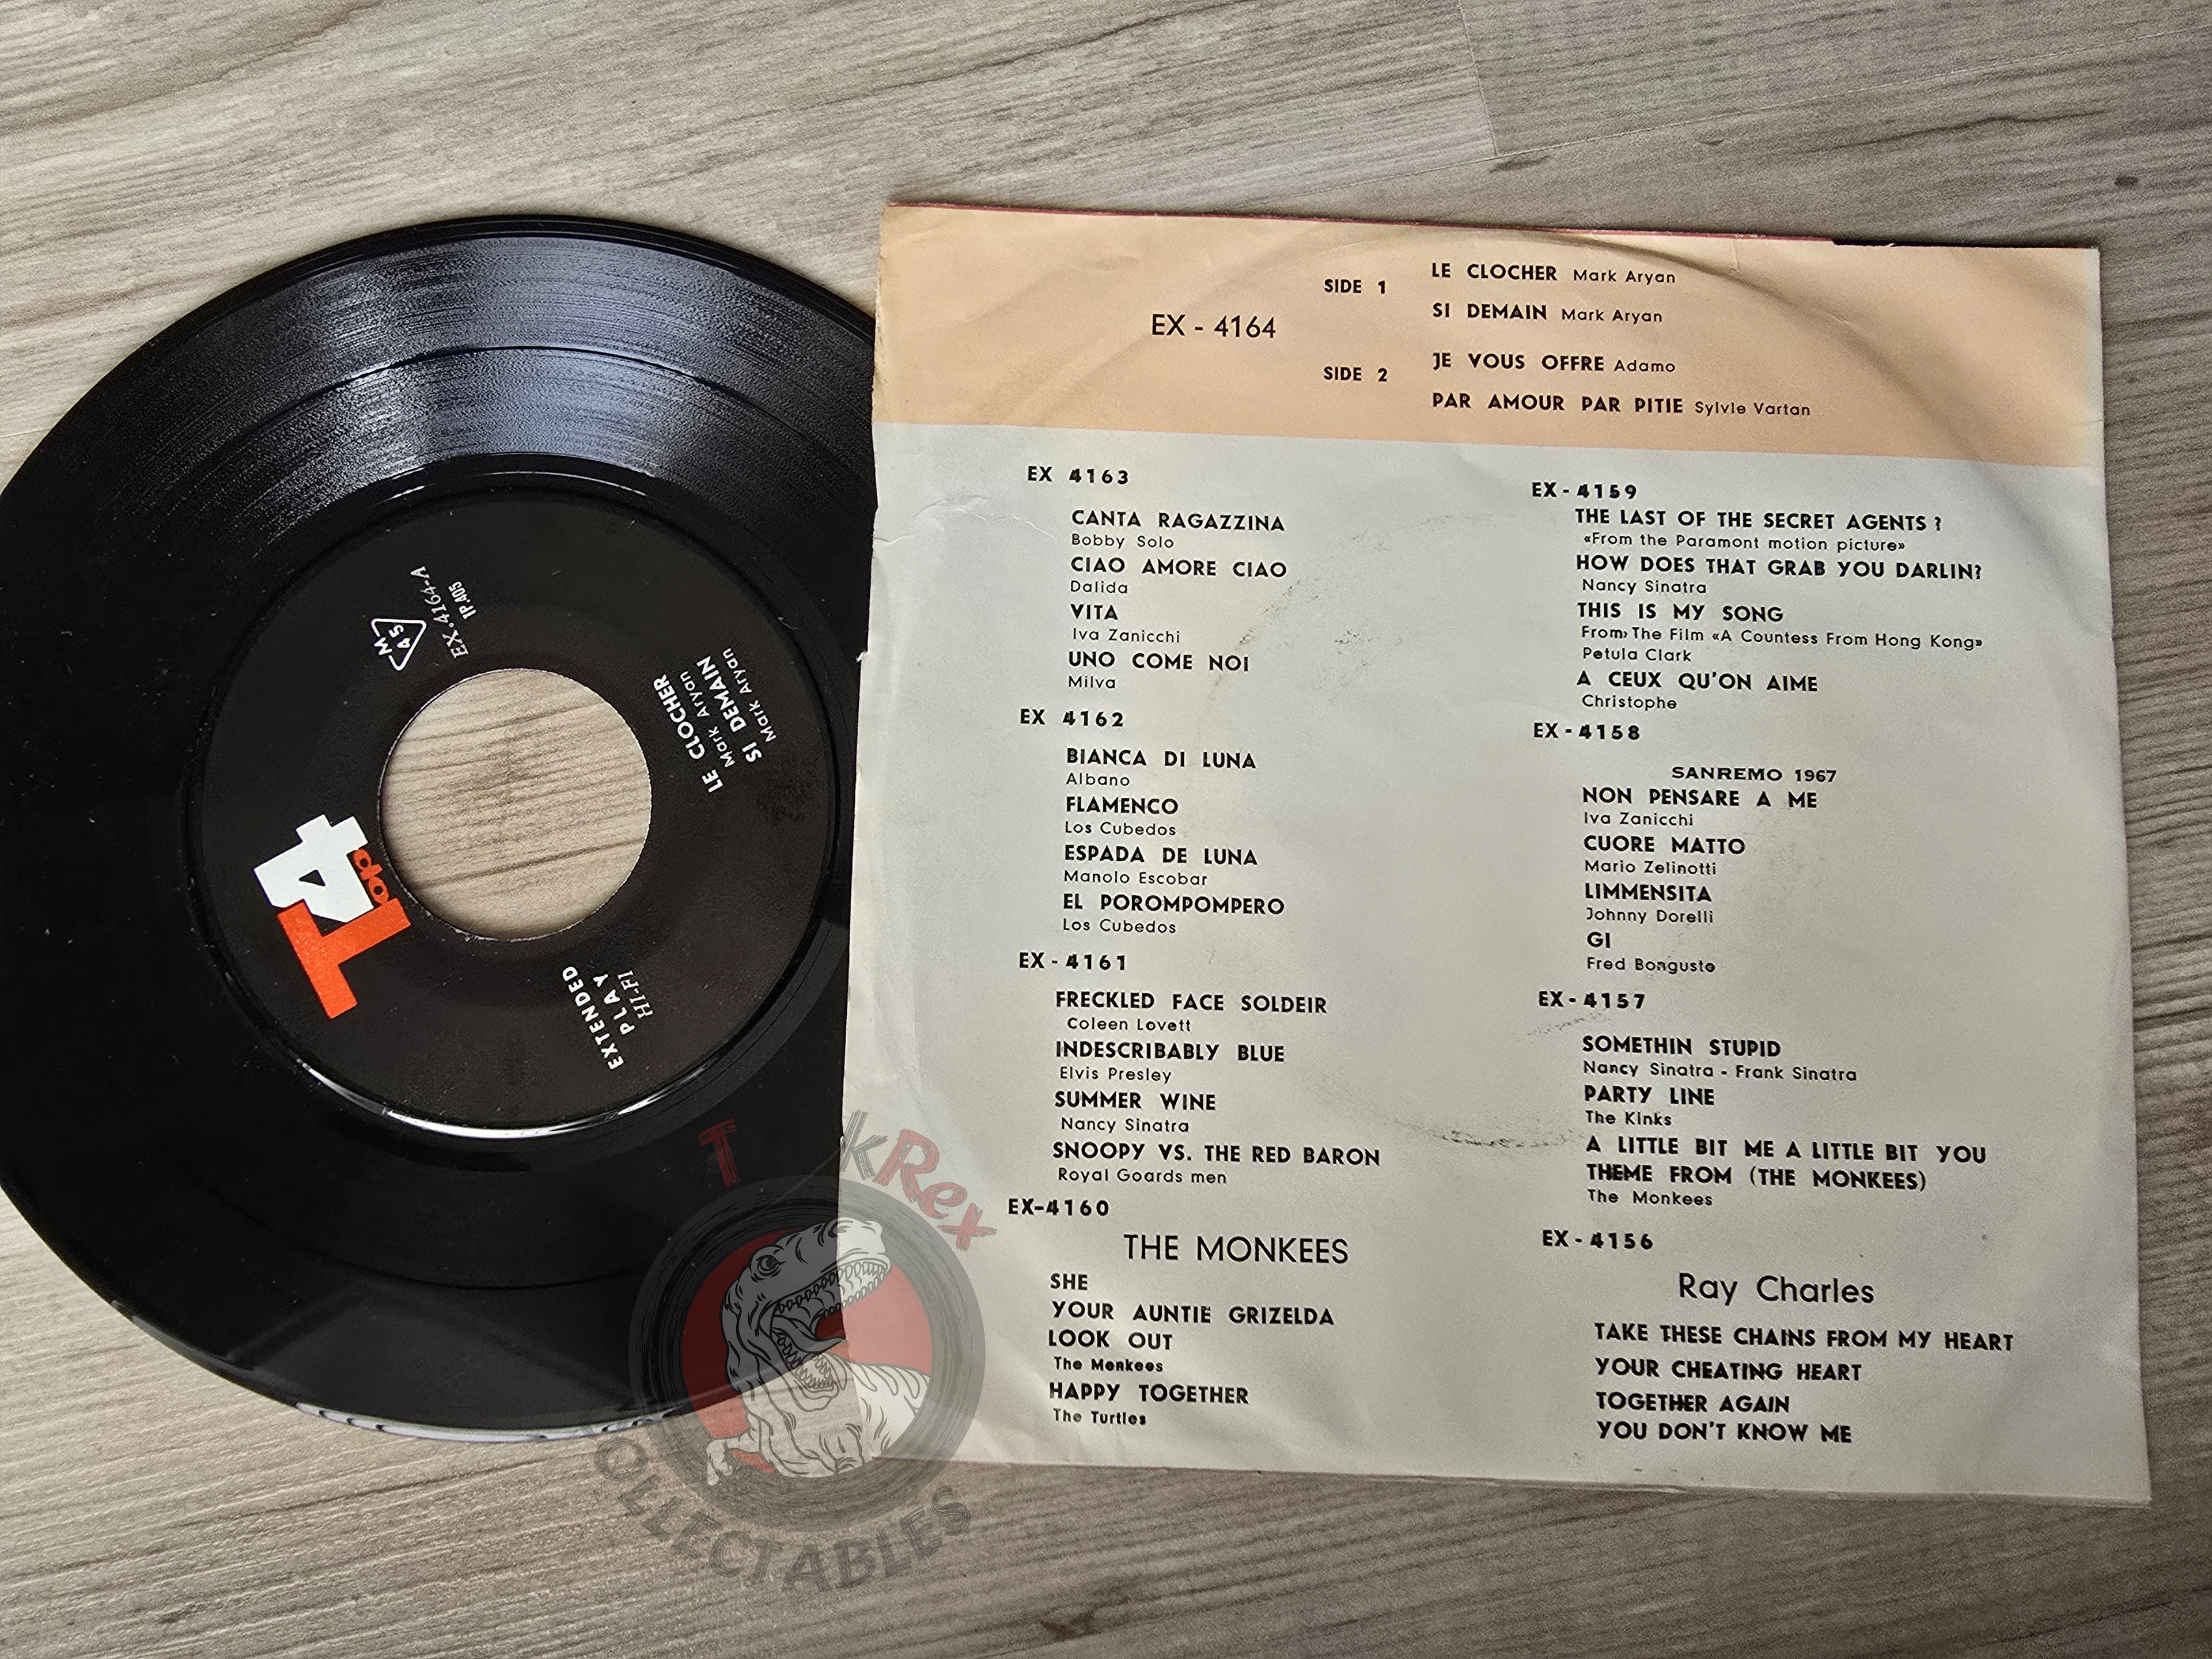 EX.4164-A
1P.405
M
45
LE CLOCHER
Mark Aryan
SI DEMAIN
Mark Aryan
Top
4
T
EXTENDED
PLAY
HI-FI
EX - 4164
SIDE 1
LE CLOCHER Mark Aryan
SI DEMAIN Mark Aryan
SIDE 2
JE VOUS OFFRE Adamo
PAR AMOUR PAR PITIE Sylvie Vartan
EX 4163
CANTA RAGAZZINA
Bobby Solo
CIAO AMORE CIAO
Dalida
VITA
Iva Zanicchi
UNO COME NOI
Milva
EX 4162
BIANCA DI LUNA
Albano
FLAMENCO
Los Cubedos
ESPADA DE LUNA
Manolo Escobar
EL POROMPOMPERO
Los Cubedos
EX - 4161
FRECKLED FACE SOLDEIR
Coleen Lovett
INDESCRIBABLY BLUE
Elvis Presley
SUMMER WINE
Nancy Sinatra
SNOOPY VS. THE RED BARON
Royal Goards men
EX-4160
THE MONKEES
SHE
YOUR AUNTIE GRIZELDA
LOOK OUT
The Menkees
HAPPY TOGETHER
The Turtles
EX - 4159
THE LAST OF THE SECRET AGENTS ?
«From the Paramont motion picture»
HOW DOES THAT GRAB YOU DARLIN?
Nancy Sinatra
THIS IS MY SONG
From The Film «A Countess From Hong Kong»
Petula Clark
A CEUX QU'ON AIME
Christophe
EX - 4158
SANREMO 1967
NON PENSARE A ME
Iva Zanicchi
CUORE MATTO
Mario Zelinotti
LIMMENSITA
Johnny Dorelli
GI
Fred Bongusto
EX - 4157
SOMETHIN STUPID
Nancy Sinatra - Frank Sinatra
PARTY LINE
The Kinks
A LITTLE BIT ME A LITTLE BIT YOU
THEME FROM (THE MONKEES)
The Monkees
EX - 4156
Ray Charles
TAKE THESE CHAINS FROM MY HEART
YOUR CHEATING HEART
TOGETHER AGAIN
YOU DON'T KNOW ME